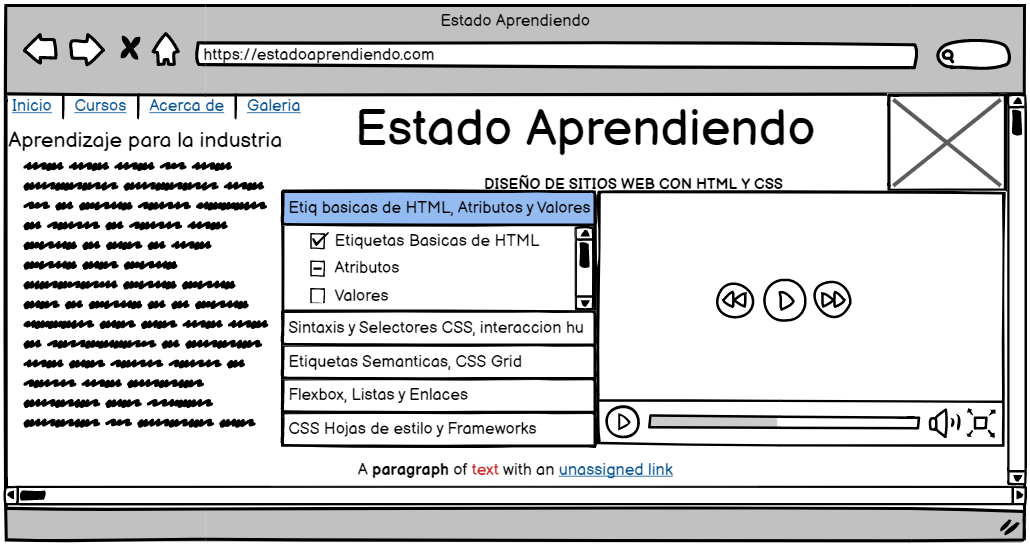 Estado Aprendiendo
https://estadoaprendiendo.com
Inicio Cursos Acerca de Galeria
Estado Aprendiendo
Aprendizaje para la industria
DISEÑO DE SITIOS WEB CON HTML Y CSS
Etiq basicas de HTML, Atributos y Valores
Etiquetas Basicas de HTML
Atributos
Valores
Sintaxis y Selectores CSS, interaccion hu
Etiquetas Semanticas, CSS Grid
Flexbox, Listas y Enlaces
CSS Hojas de estilo y Frameworks
A paragraph of text with an unassigned link